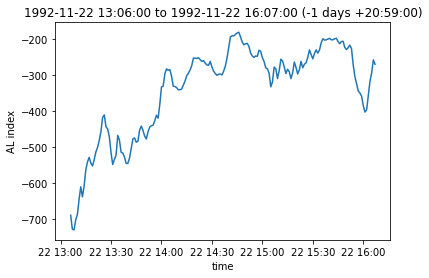 1992-11-22 13:06:00 to 1992-11-22 16:07:00 (-1 days +20:59:00)
−200
−300
−400
−500
−600
−700
AL index
22 13:00 22 13:30 22 14:00 22 14:30 22 15:00 22 15:30 22 16:00
time